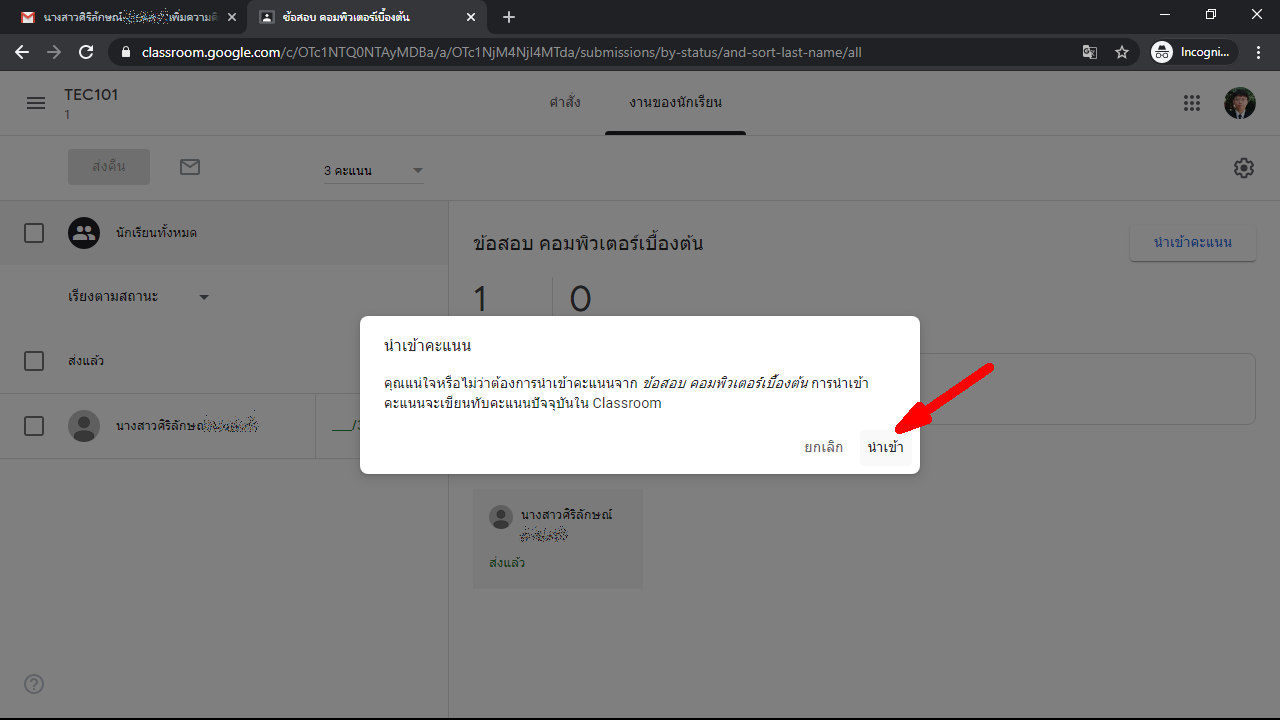 นางสาวศิริลักษณ์ เพิ่มความคิ
ข้อสอบ คอมพิวเตอร์เบื้องต้น
classroom.google.com/c/OTc1NTQ0NTAyMDBa/a/OTc1NjM4NjI4MTda/submissions/by-status/and-sort-last-name/all
Incogni...
TEC101
1
คำสั่ง
งานของนักเรียน
ส่งคืน
3 คะแนน
นักเรียนทั้งหมด
เรียงตามสถานะ
ส่งแล้ว
นางสาวศิริลักษณ์
___/3
ข้อสอบ คอมพิวเตอร์เบื้องต้น
นำเข้าคะแนน
1
0
นำเข้าคะแนน
คุณแน่ใจหรือไม่ว่าต้องการนำเข้าคะแนนจาก ข้อสอบ คอมพิวเตอร์เบื้องต้น การนำเข้า
คะแนนจะเขียนทับคะแนนปัจจุบันใน Classroom
ยกเลิก
นำเข้า
นางสาวศิริลักษณ์
ส่งแล้ว